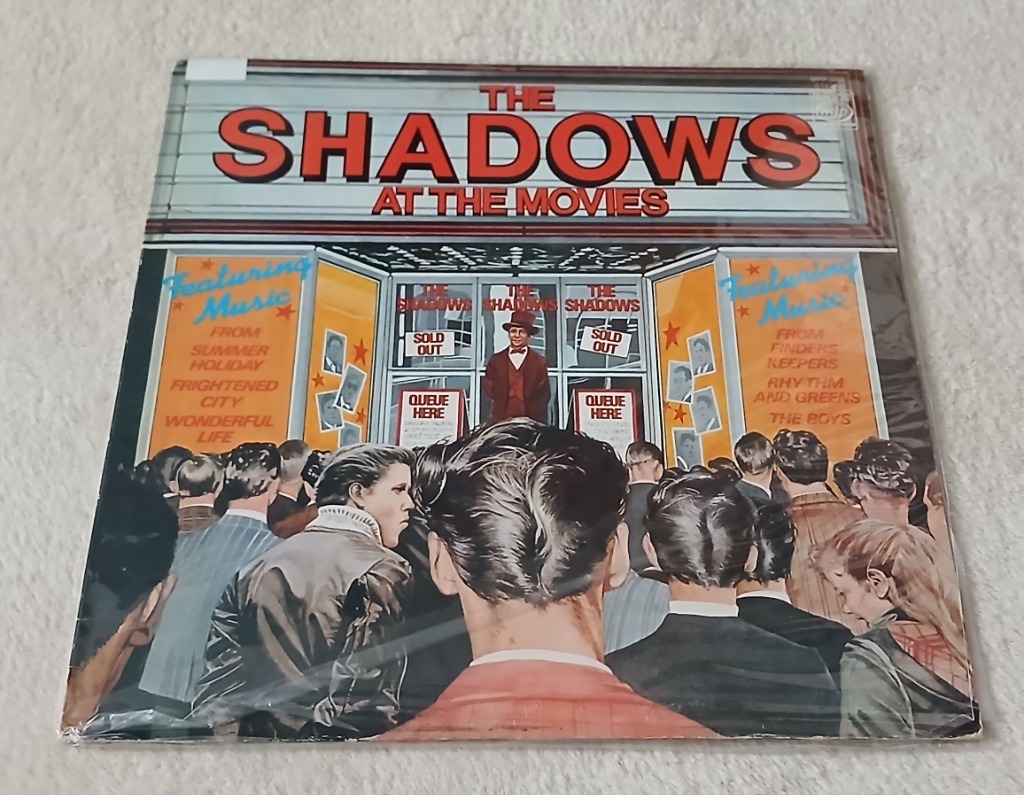 THE
SHADOWS
AT THE MOVIES
Featuring
Music
FROM
SUMMER
HOLIDAY
FRIGHTENED
CITY
WONDERFUL
LIFE
THE
SHADOWS
THE
SHADOWS
THE
SHADOWS
SOLD
OUT
SOLD
OUT
QUEUE
HERE
QUEUE
HERE
Featuring
Music
FROM
FINDERS
KEEPERS
RHYTHM
AND GREENS
THE BOYS